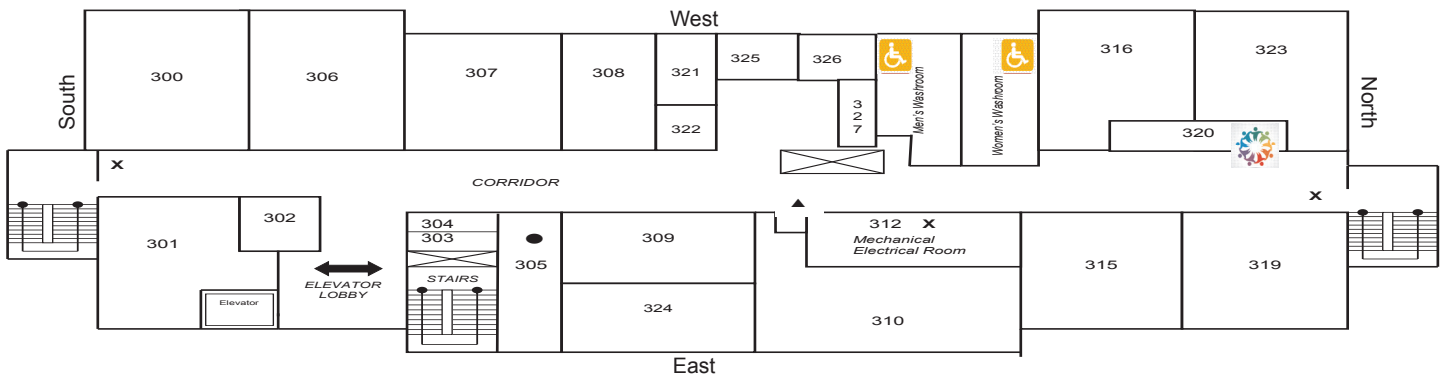 West
South
North
300
306
307
308
321
322
325
326
3
2
7
Men's Washroom
Women's Washroom
316
323
320
x
CORRIDOR
x
302
301
Elevator
ELEVATOR
LOBBY
304
303
STAIRS
305
309
324
312 x
Mechanical
Electrical Room
310
315
319
East